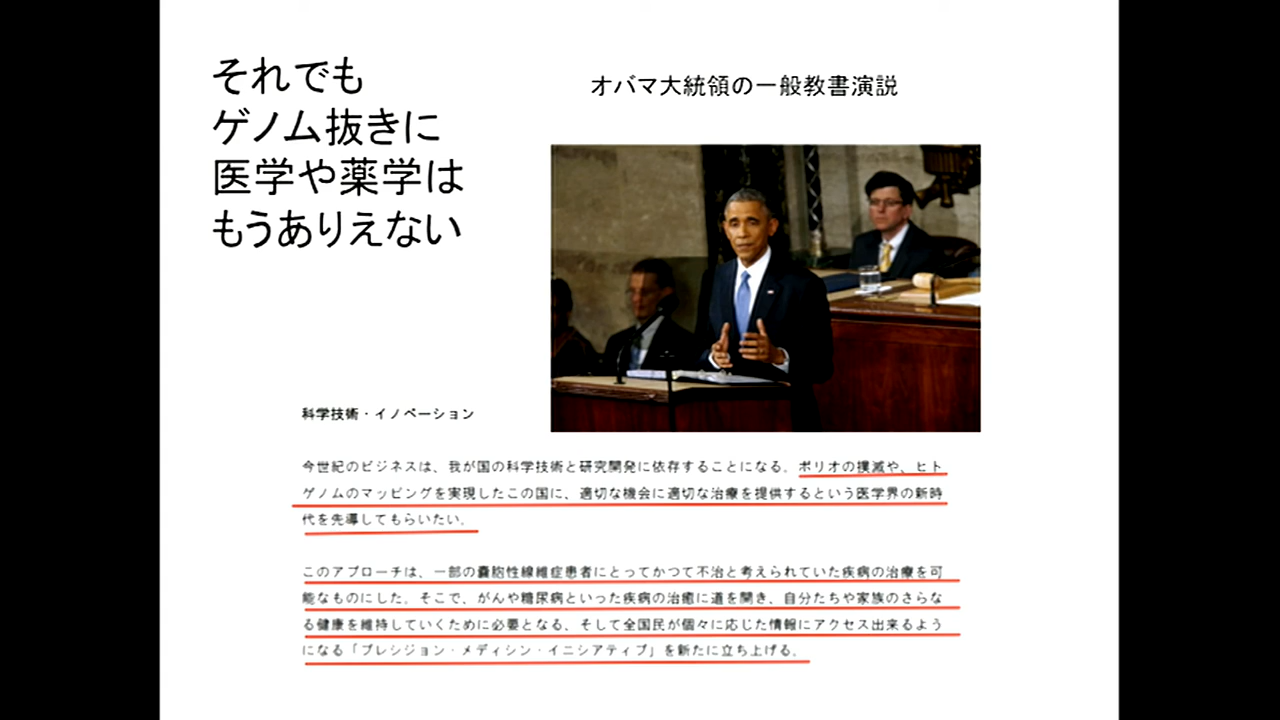 それでも
ゲノム抜きに
医学や薬学は
もうありえない
オバマ大統領の一般教書演説
科学技術・イノベーション
今世紀のビジネスは、我が国の科学技術と研究開発に依存することになる。ポリオの撲滅や、ヒト
ゲノムのマッピングを実現したこの国に、適切な機会に適切な治療を提供するという医学界の新時
代を先導してもらいたい。
このアプローチは、一部の嚢胞性線維症患者にとってかつて不治と考えられていた疾病の治療を可
能なものにした。そこで、がんや糖尿病といった疾病の治癒に道を開き、自分たちや家族のさらな
る健康を維持していくために必要となる、そして全国民が個々に応じた情報にアクセス出来るよう
になる「プレシジョン・メディシン・イニシアティブ」を新たに立ち上げる。